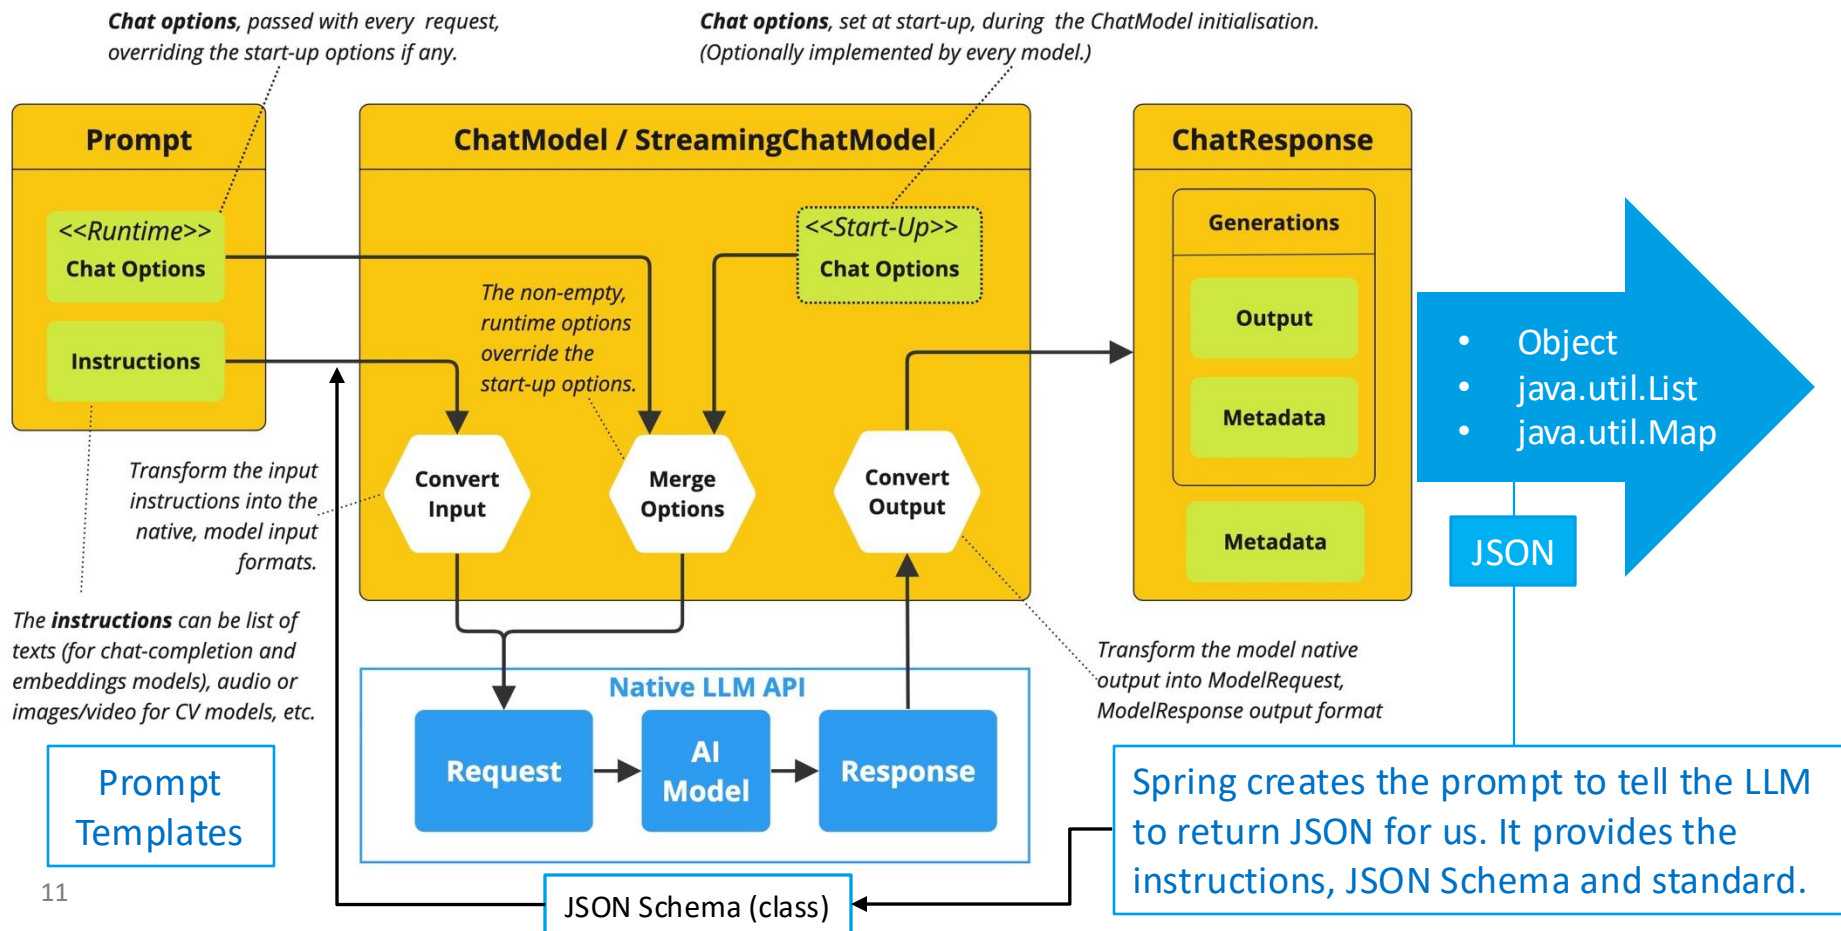 Chat options, passed with every request,
overriding the start-up options if any.
Chat options, set at start-up, during the ChatModel initialisation.
(Optionally implemented by every model.)
Prompt
<<Runtime>>
Chat Options
Instructions
ChatModel / StreamingChatModel
<<Start-Up>>
Chat Options
The non-empty,
runtime options
override the
start-up options.
Convert
Input
Merge
Options
Convert
Output
ChatResponse
Generations
Output
Metadata
Metadata
• Object
• java.util.List
• java.util.Map
JSON
Transform the input
instructions into the
native, model input
formats.
The instructions can be list of
texts (for chat-completion and
embeddings models), audio or
images/video for CV models, etc.
Native LLM API
Request
AI
Model
Response
Transform the model native
output into ModelRequest,
ModelResponse output format
Prompt
Templates
Spring creates the prompt to tell the LLM
to return JSON for us. It provides the
instructions, JSON Schema and standard.
JSON Schema (class)
11